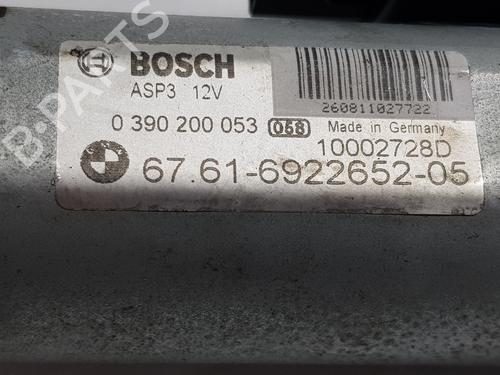 BOSCH
ASP3 12V
260811027722
0 390 200 053 058 Made in Germany
10002728D
67.61-6922652-05
B-PARTS